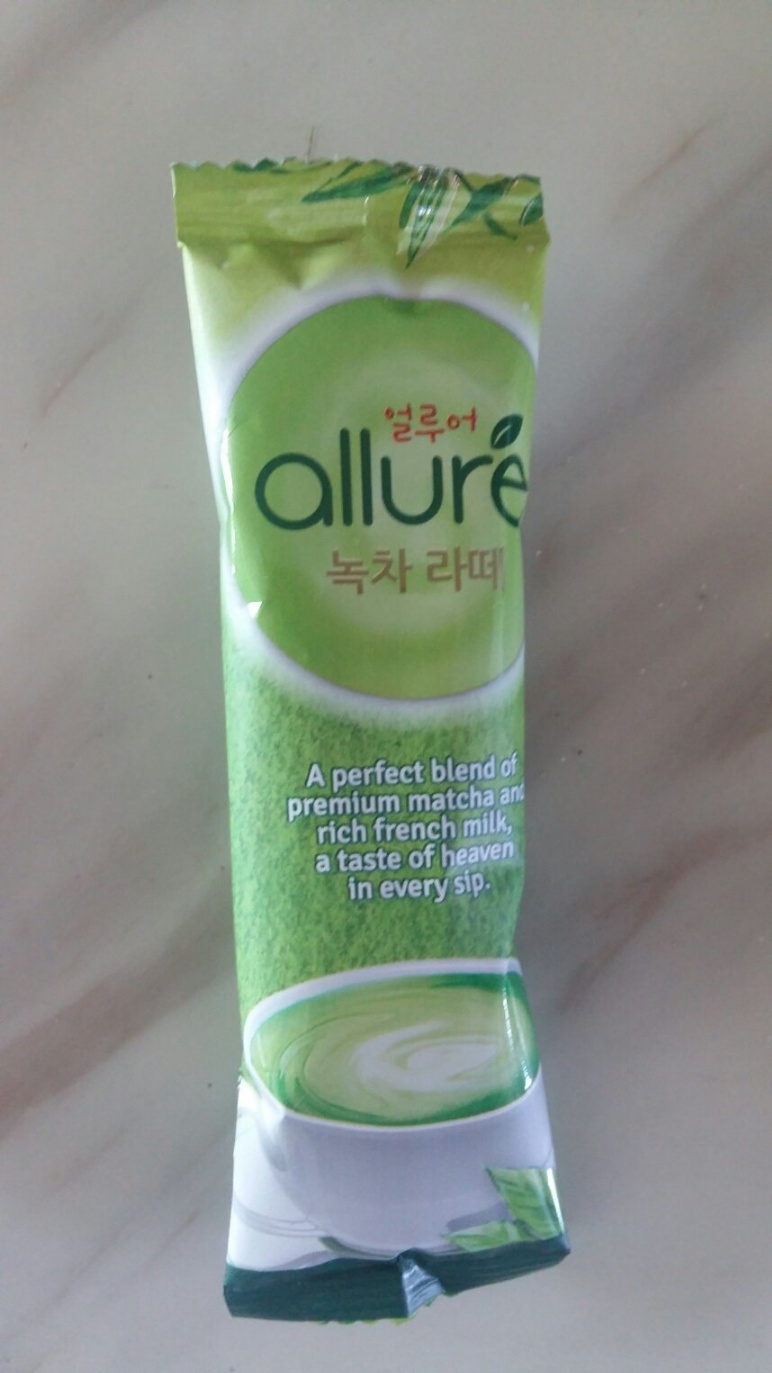 얼루어
allure
녹차 라떼
A perfect blend of
premium matcha and
rich french milk,
a taste of heaven
in every sip.